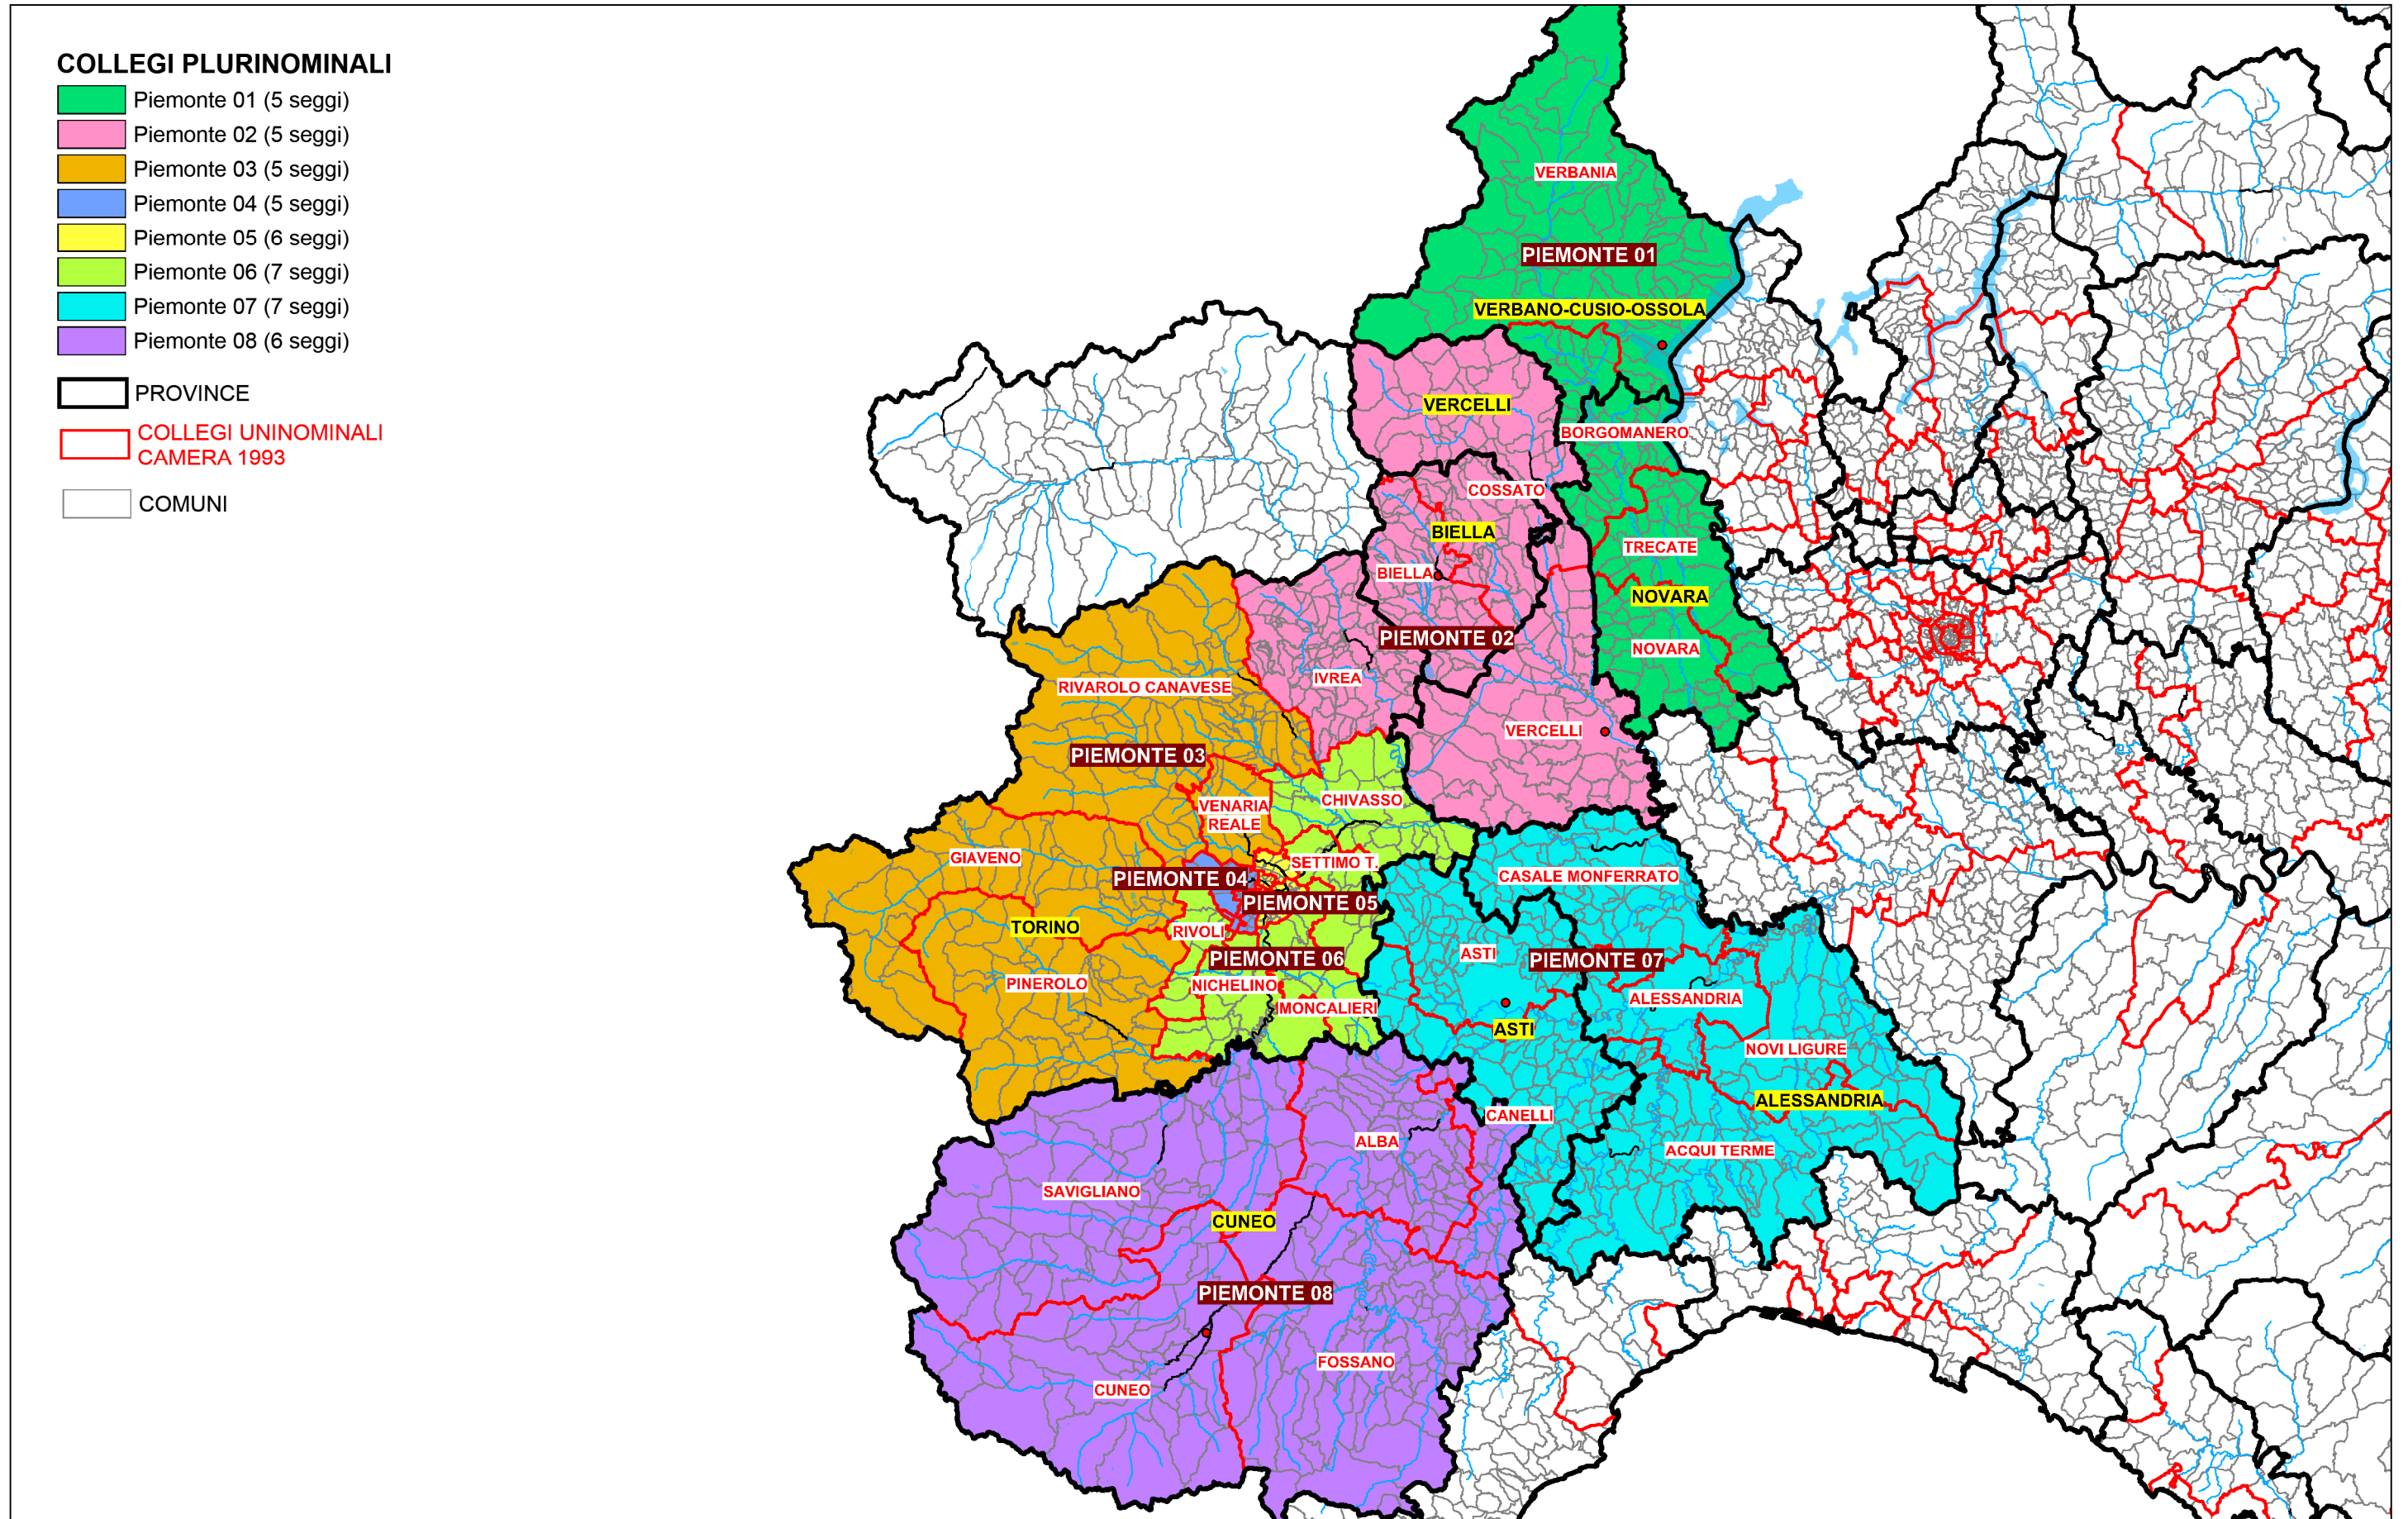 COLLEGI PLURINOMINALI
Piemonte 01 (5 seggi)
Piemonte 02 (5 seggi)
Piemonte 03 (5 seggi)
Piemonte 04 (5 seggi)
Piemonte 05 (6 seggi)
Piemonte 06 (7 seggi)
Piemonte 07 (7 seggi)
Piemonte 08 (6 seggi)
PROVINCE
COLLEGI UNINOMINALI
CAMERA 1993
COMUNI
VERBANIA
PIEMONTE 01
VERBANO-CUSIO-OSSOLA
VERCELLI
BORGOMANERO
COSSATO
BIELLA
TRECATE
BIELLA
NOVARA
PIEMONTE 02
NOVARA
IVREA
RIVAROLO CANAVESE
VERCELLI
PIEMONTE 03
CHIVASSO
VENARIA
REALE
GIAVENO
SETTIMO T.
CASALE MONFERRATO
PIEMONTE 04
PIEMONTE 05
TORINO
RIVOLI
ASTI
PIEMONTE 06
PIEMONTE 07
PINEROLO
NICHELINO
ALESSANDRIA
MONCALIERI
ASTI
NOVI LIGURE
ALESSANDRIA
CANELLI
ALBA
ACQUI TERME
SAVIGLIANO
CUNEO
PIEMONTE 08
FOSSANO
CUNEO